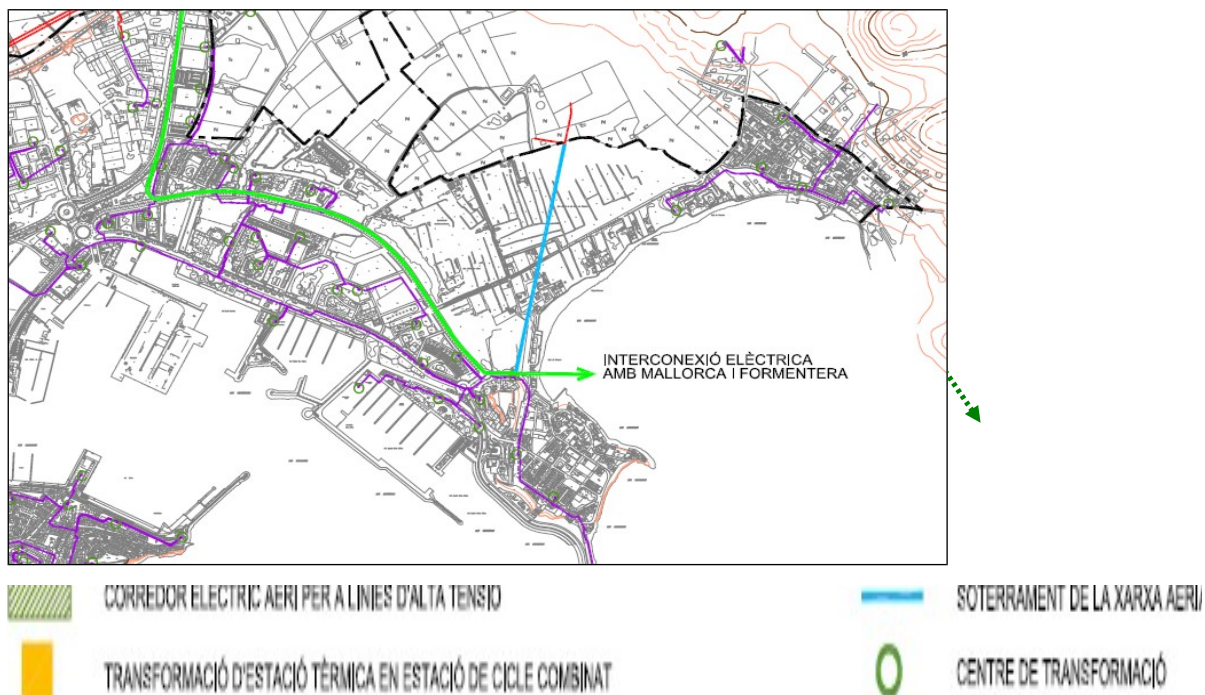 INTERCONEXIÓ ELÈCTRICA
AMB MALLORCA I FORMENTERA
CORREDOR ELECTRIC AERI PER A LINIES D'ALTA TENSIO
SOTERRAMENT DE LA XARXA
TRANSFORMACIÓ D'ESTACIÓ TÈRMICA EN ESTACIÓ DE CICLE COMBINAT
CENTRE DE TRANSFORMACIÓ